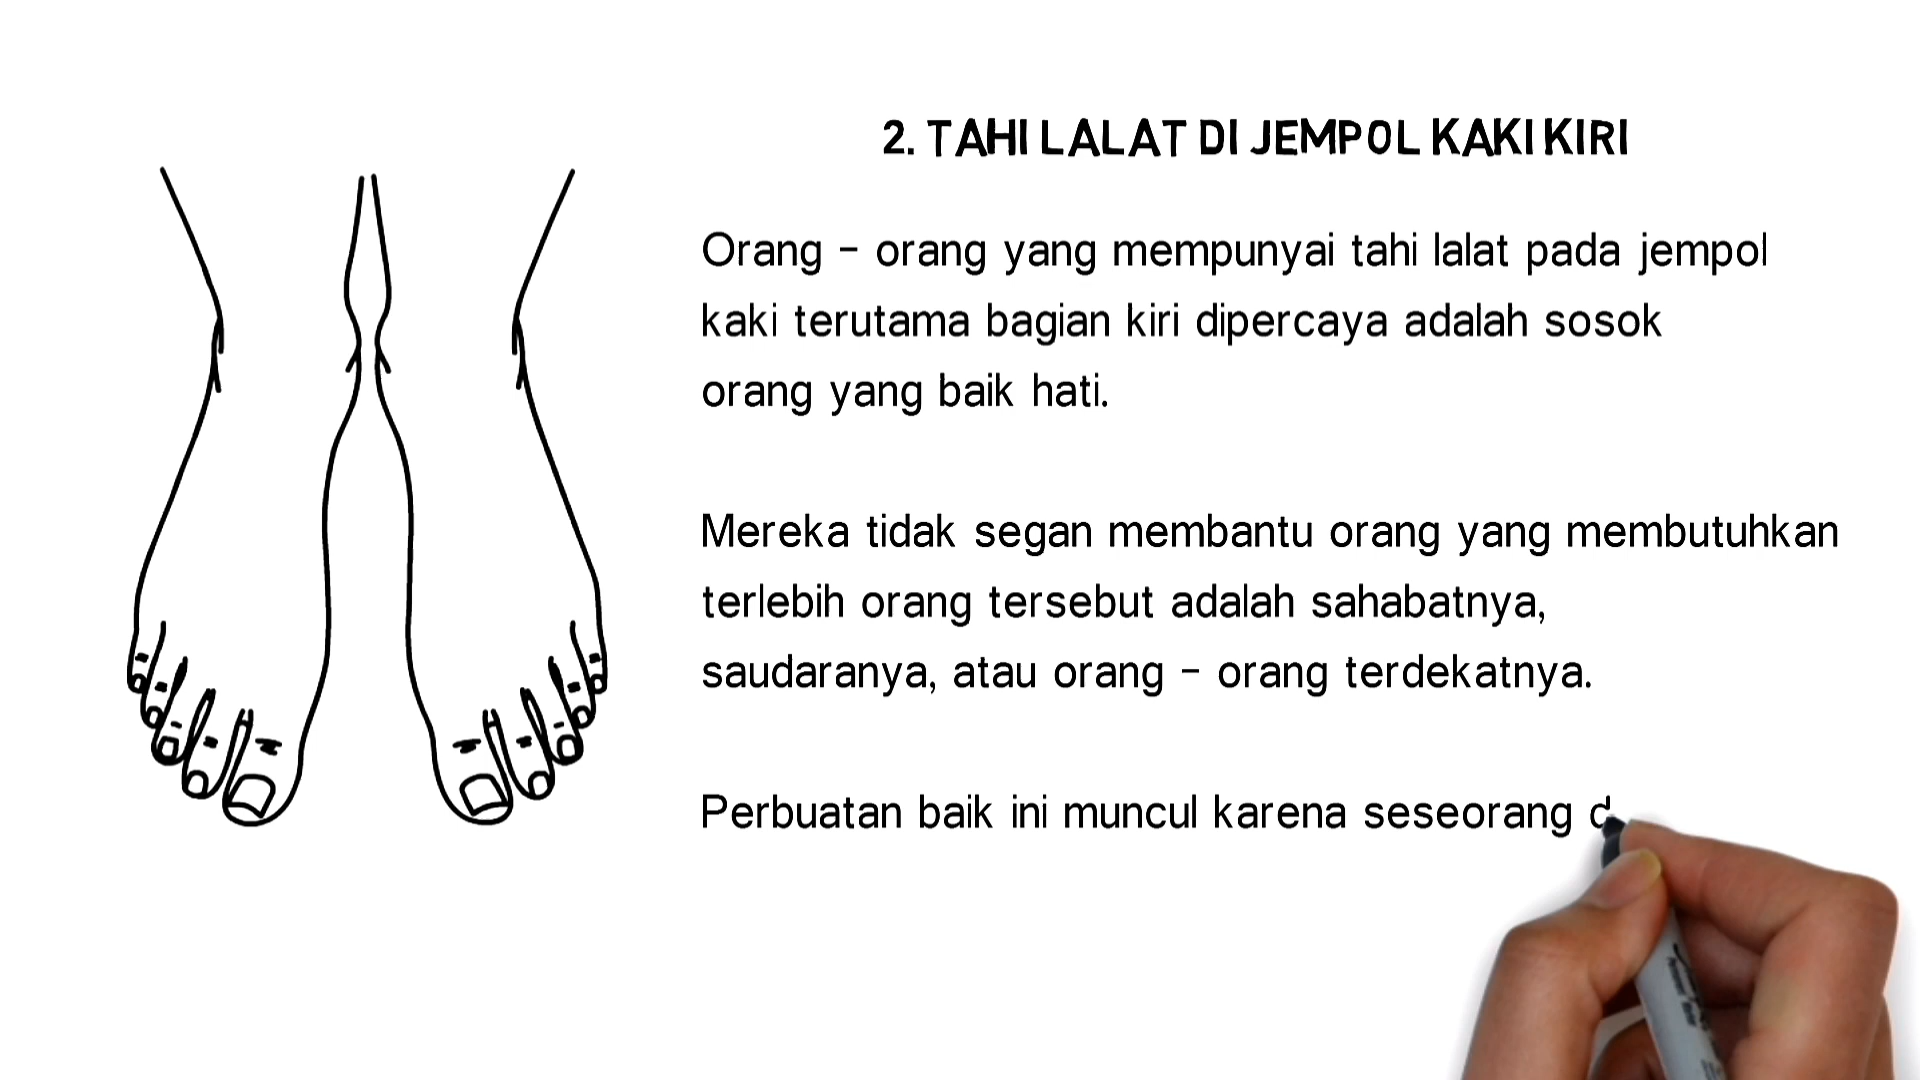 2. TAHI LALAT DI JEMPOL KAKI KIRI
Orang - orang yang mempunyai tahi lalat pada jempol
kaki terutama bagian kiri dipercaya adalah sosok
orang yang baik hati.
Mereka tidak segan membantu orang yang membutuhkan
terlebih orang tersebut adalah sahabatnya,
saudaranya, atau orang - orang terdekatnya.
Perbuatan baik ini muncul karena seseorang d